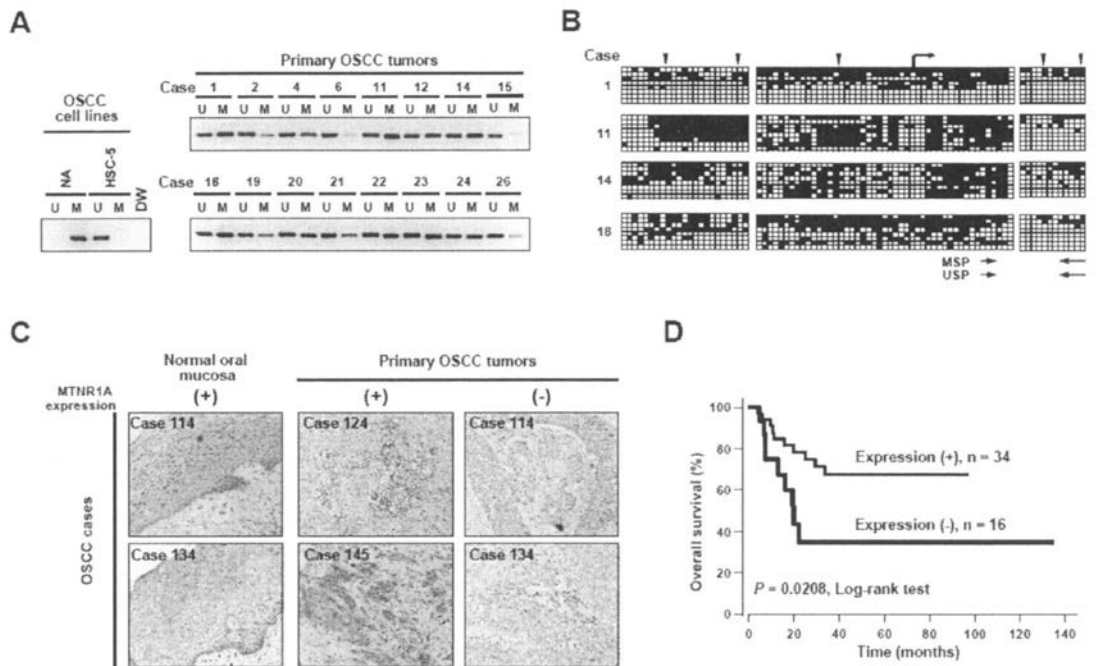 A
Primary OSCC tumors
Case 1 2 4 6 11 12 14 15
U M U M U M U M U M U M U M U M
OSCC
cell lines
NA HSC-5 DW
U M U M
Case 18 19 20 21 22 23 24 26
U M U M U M U M U M U M U M U M
B
Case
1
11
14
18
MSP
USP
C
Normal oral
mucosa
Primary OSCC tumors
MTNR1A
expression
(+) (+) (-)
OSCC cases
Case 114 Case 124 Case 114
Case 134 Case 145 Case 134
D
Overall survival (%)
100
80
60
40
20
0
Expression (+), n = 34
Expression (-), n = 16
P = 0.0208, Log-rank test
0 20 40 60 80 100 120 140
Time (months)